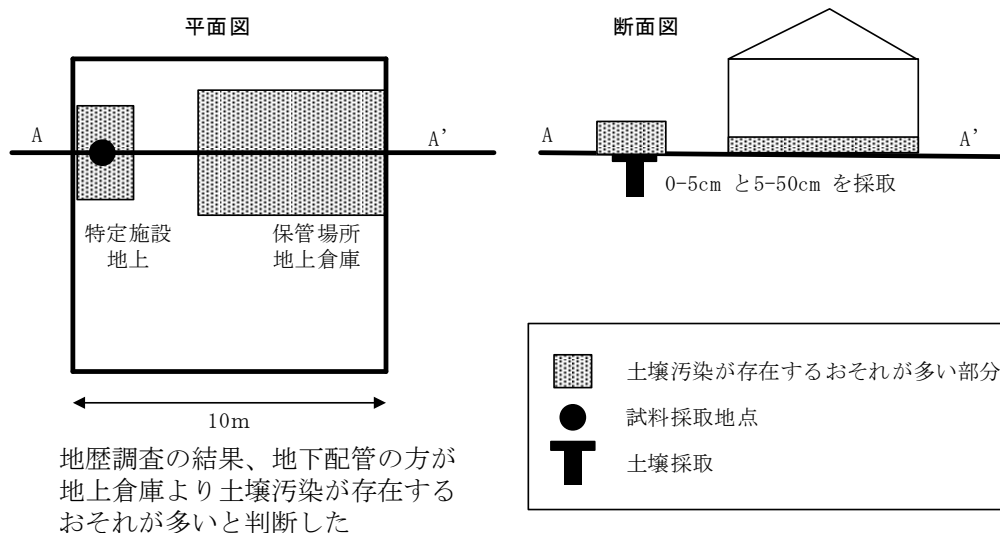 平面図
断面図
A
A’
A
A’
0-5cm と5-50cm を採取
特定施設
地上
保管場所
地上倉庫
10m
土壌汚染が存在するおそれが多い部分
試料採取地点
土壌採取
地歴調査の結果、地下配管の方が
地上倉庫より土壌汚染が存在する
おそれが多いと判断した